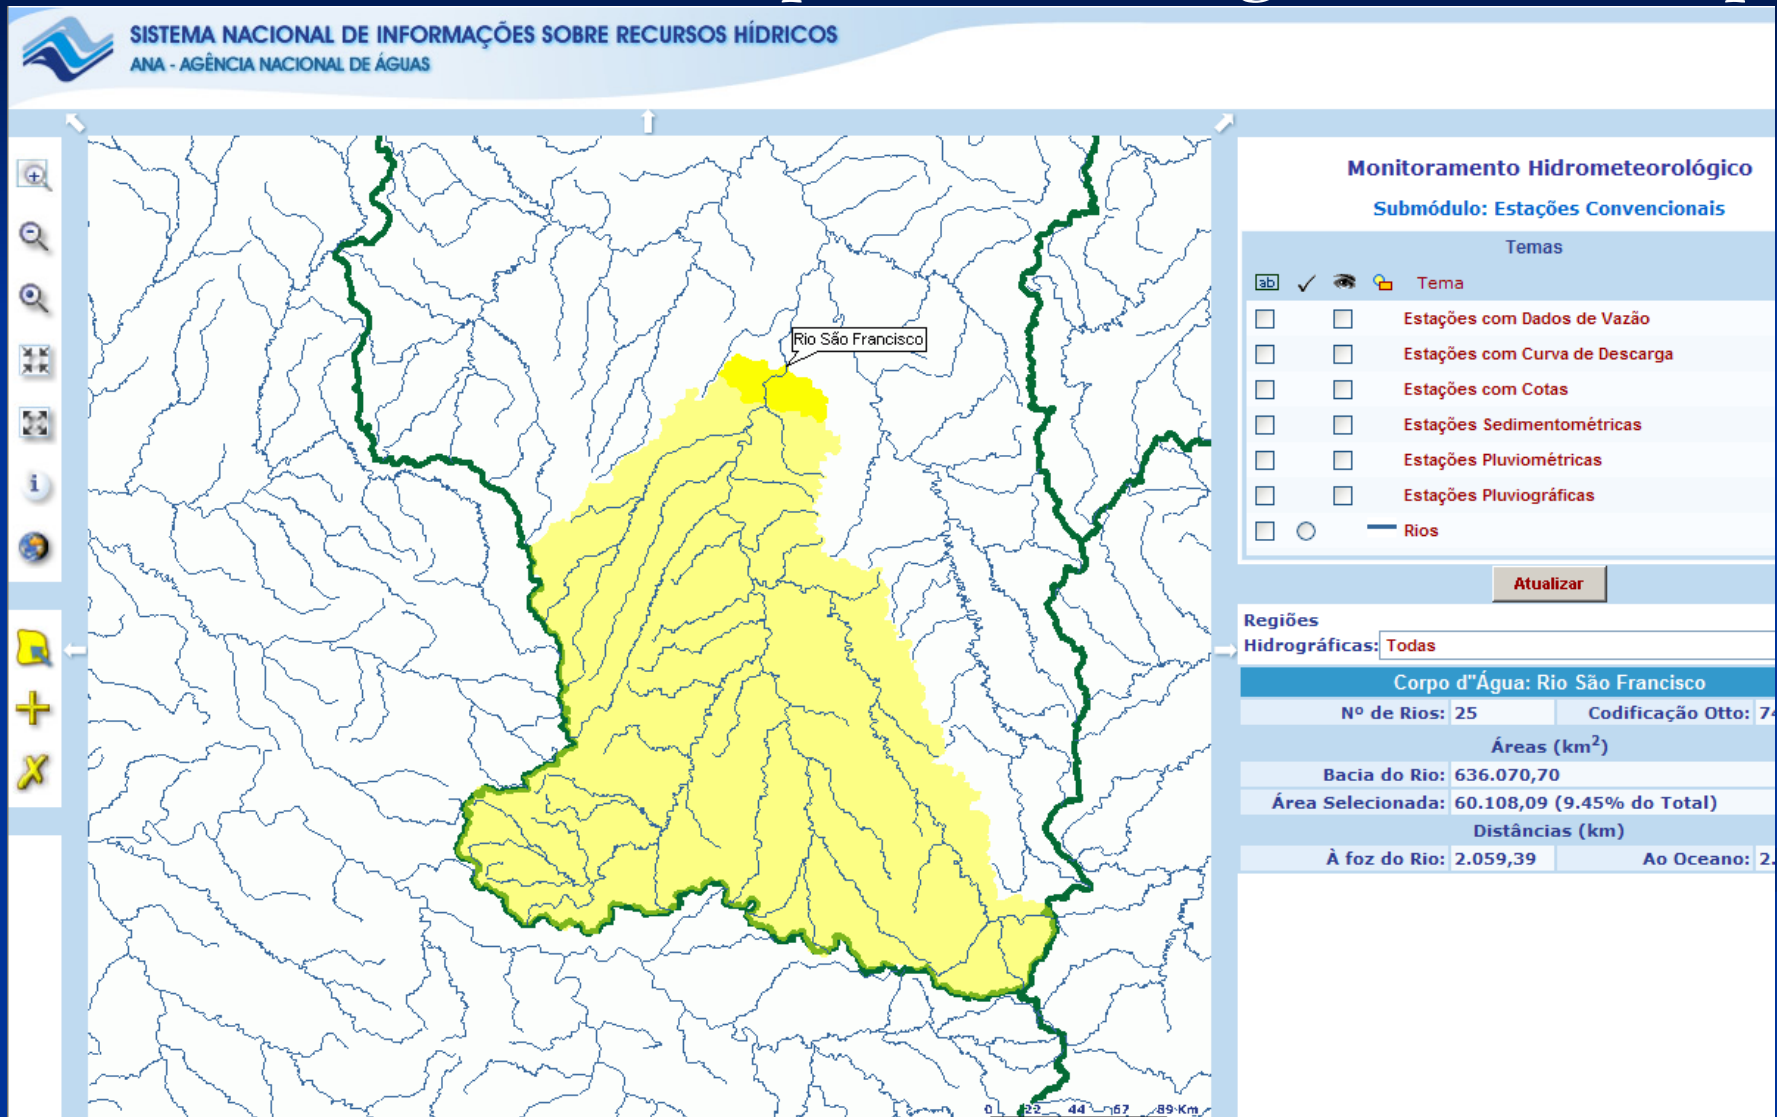 SISTEMA NACIONAL DE INFORMAÇÕES SOBRE RECURSOS HÍDRICOS
ANA - AGÊNCIA NACIONAL DE ÁGUAS
Rio São Francisco
0 22 44 67 89 Km
Monitoramento Hidrometeorológico
Submódulo: Estações Convencionais
Temas
ab Tema
Estações com Dados de Vazão
Estações com Curva de Descarga
Estações com Cotas
Estações Sedimentométricas
Estações Pluviométricas
Estações Pluviográficas
Rios
Atualizar
Regiões
Hidrográficas: Todas
Corpo d"Água: Rio São Francisco
Nº de Rios: 25 Codificação Otto: 74
Áreas (km²)
Bacia do Rio: 636.070,70
Área Selecionada: 60.108,09 (9.45% do Total)
Distâncias (km)
À foz do Rio: 2.059,39 Ao Oceano: 2.